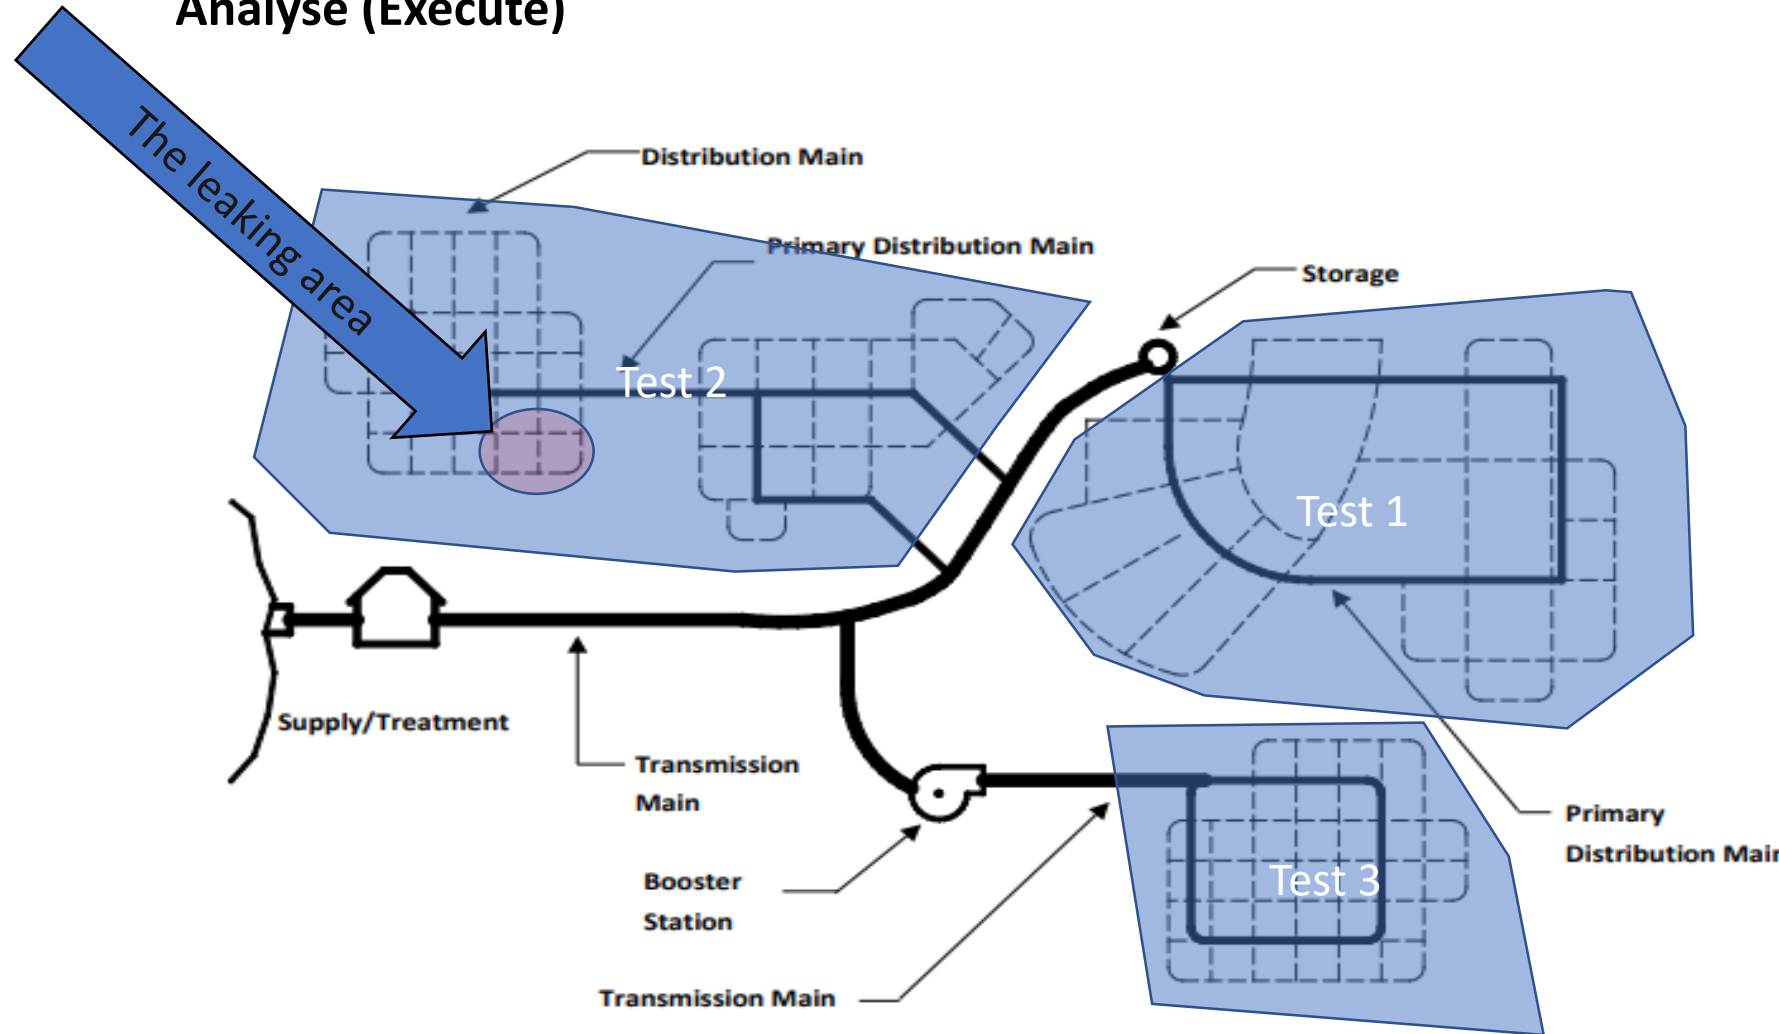 Analyse (Execute)
The leaking area
Distribution Main
Primary Distribution Main
Storage
Test 2
Test 1
Supply/Treatment
Transmission
Main
Primary
Distribution Main
Booster
Station
Test 3
Transmission Main